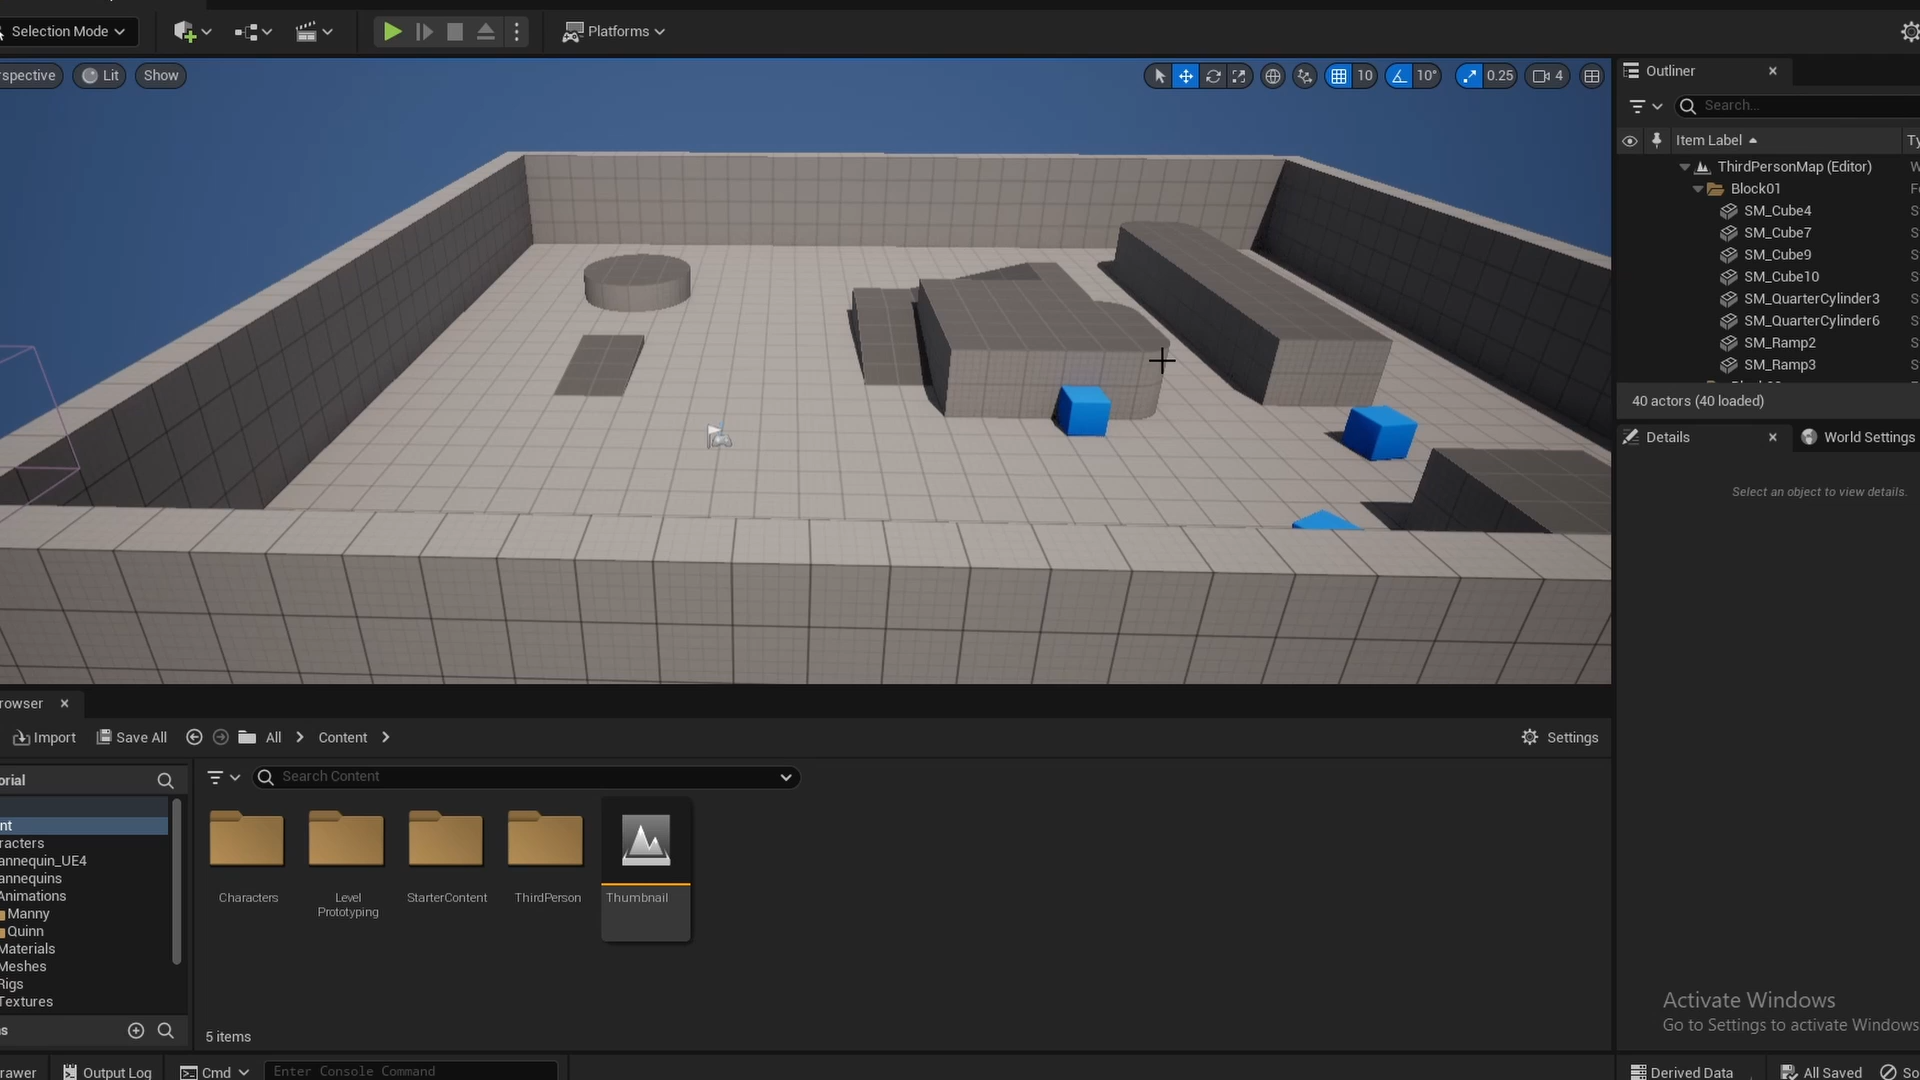 Selection Mode
Platforms
rspective
Lit
Show
10
10°
0.25
4
Outliner
Search...
Item Label
Ty
ThirdPersonMap (Editor)
W
Block01
Fo
SM_Cube4
S
SM_Cube7
S
SM_Cube9
S
SM_Cube10
S
SM_QuarterCylinder3
S
SM_QuarterCylinder6
S
SM_Ramp2
S
SM_Ramp3
S
40 actors (40 loaded)
Details
World Settings
Select an object to view details.
rowser
Import
Save All
All
Content
Settings
orial
Search Content
nt
racters
annequin_UE4
annequins
Animations
Manny
Quinn
Materials
Meshes
Rigs
Textures
Characters
Level
Prototyping
StarterContent
ThirdPerson
Thumbnail
Activate Windows
Go to Settings to activate Windows
s
5 items
rawer
Output Log
Cmd
Enter Console Command
Derived Data
All Saved
So